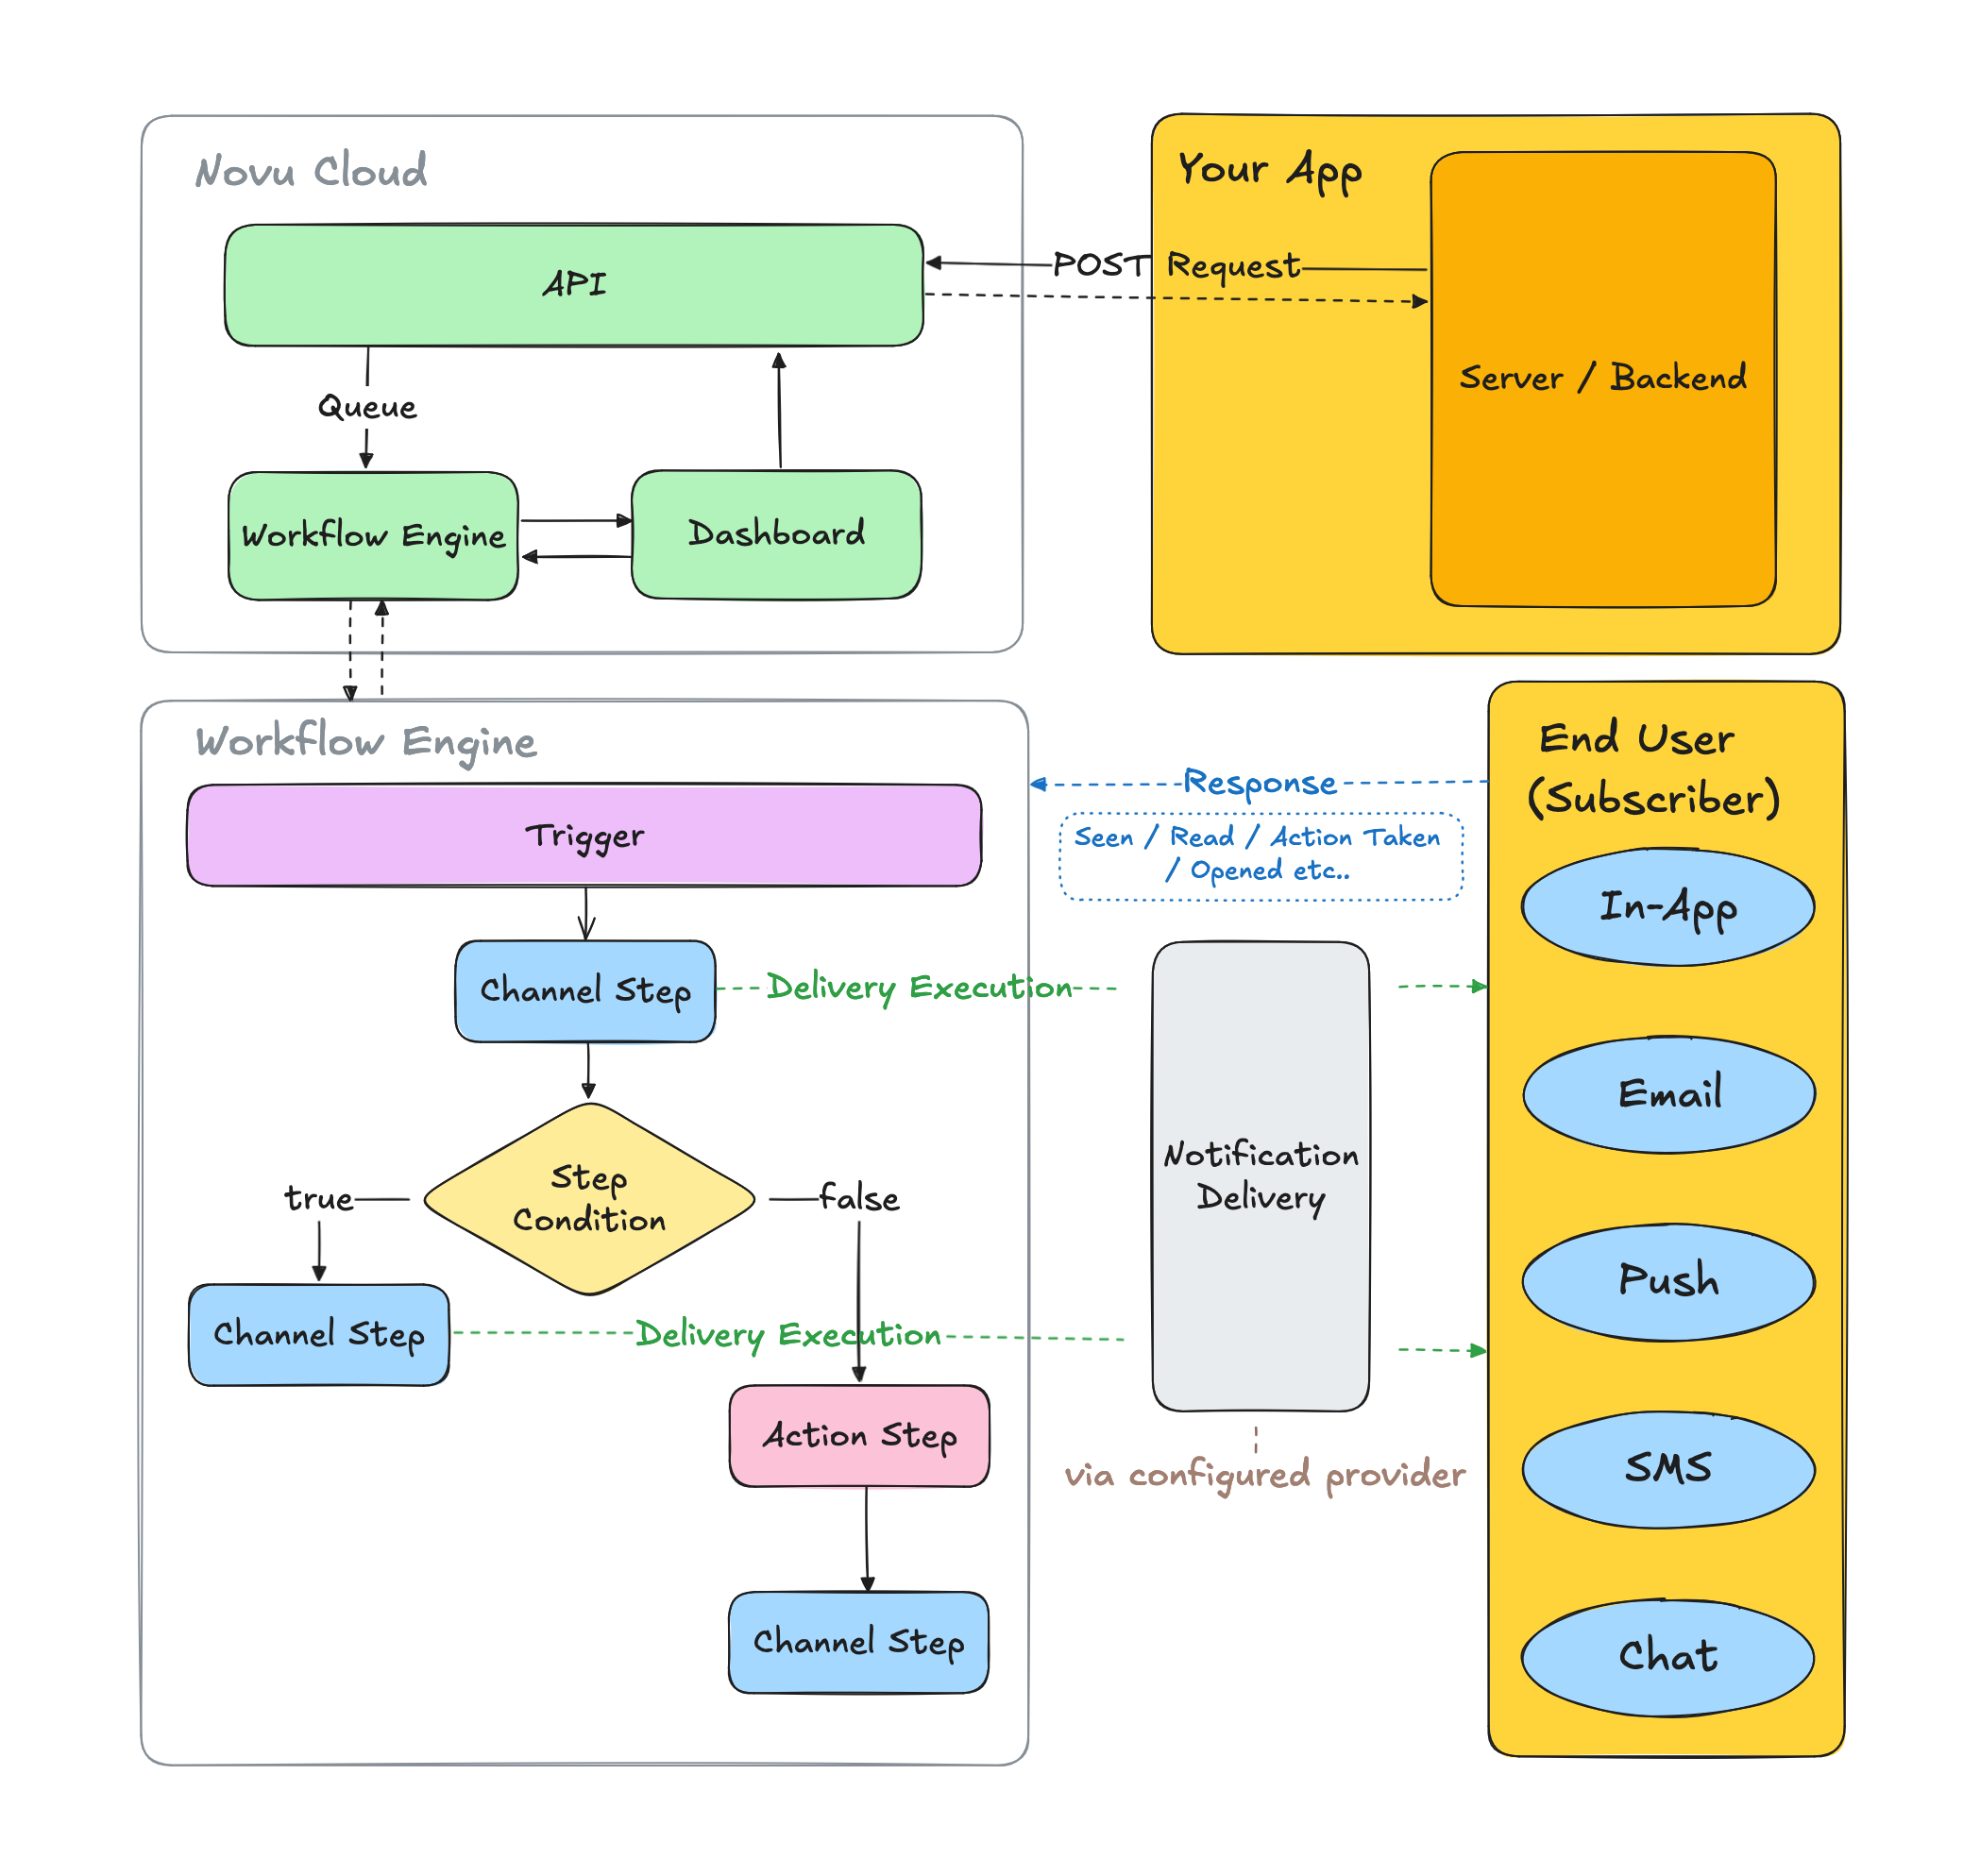 Novu Cloud
Your App
API
POST Request
Server / Backend
Queue
Workflow Engine
Dashboard
Workflow Engine
End User
(Subscriber)
Trigger
Response
Seen / Read / Action Taken
/ Opened etc..
In-App
Channel Step
Delivery Execution
Email
Step
Condition
true
false
Notification
Delivery
Push
Channel Step
Delivery Execution
Action Step
via configured provider
SMS
Channel Step
Chat